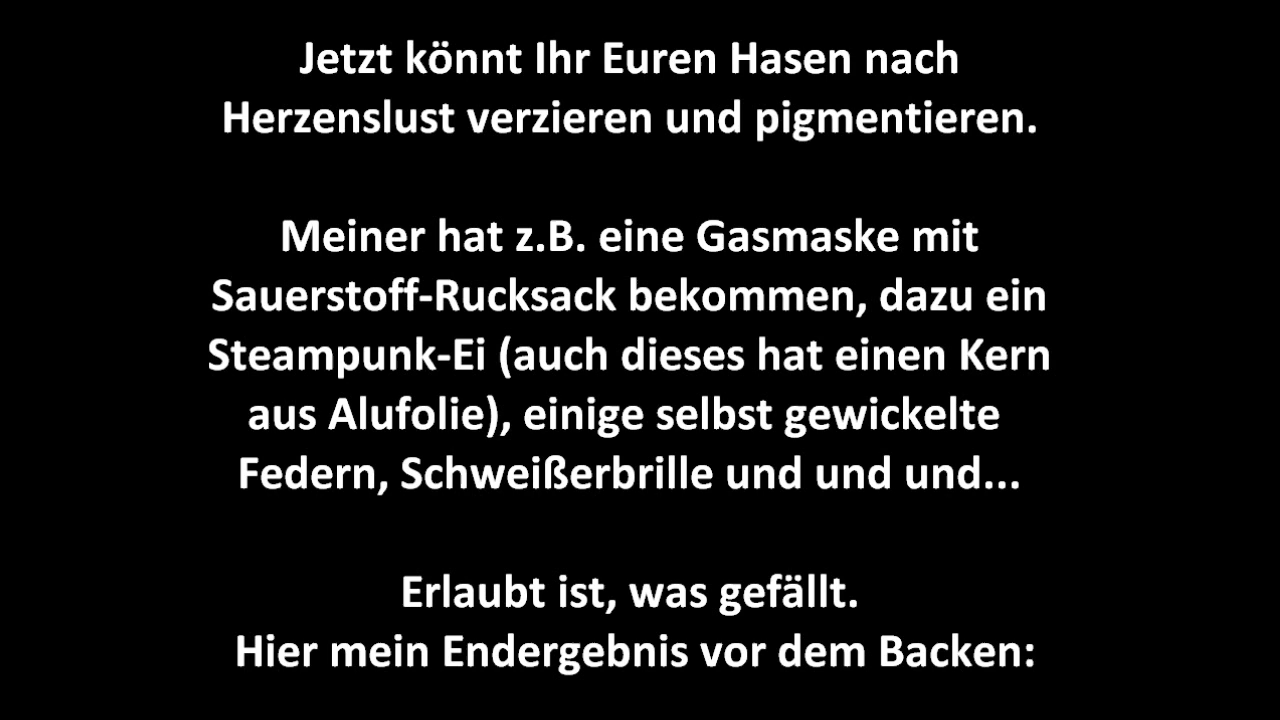 Jetzt könnt Ihr Euren Hasen nach
Herzenslust verzieren und pigmentieren.
Meiner hat z.B. eine Gasmaske mit
Sauerstoff-Rucksack bekommen, dazu ein
Steampunk-Ei (auch dieses hat einen Kern
aus Alufolie), einige selbst gewickelte
Federn, Schweißerbrille und und und...
Erlaubt ist, was gefällt.
Hier mein Endergebnis vor dem Backen: